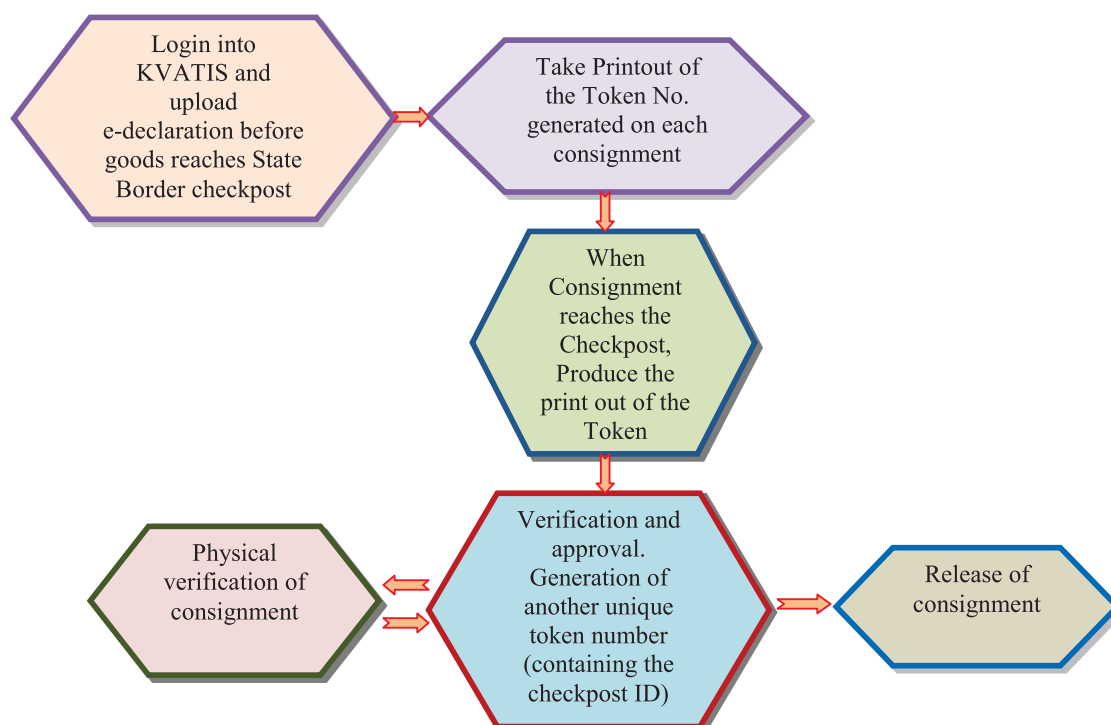 Login into
KVATIS and
upload
e-declaration before
goods reaches State
Border checkpost
Take Printout of
the Token No.
generated on each
consignment
When
Consignment
reaches the
Checkpost,
Produce the
print out of the
Token
Verification and
approval.
Generation of
another unique
token number
(containing the
checkpost ID)
Physical
verification of
consignment
Release of
consignment